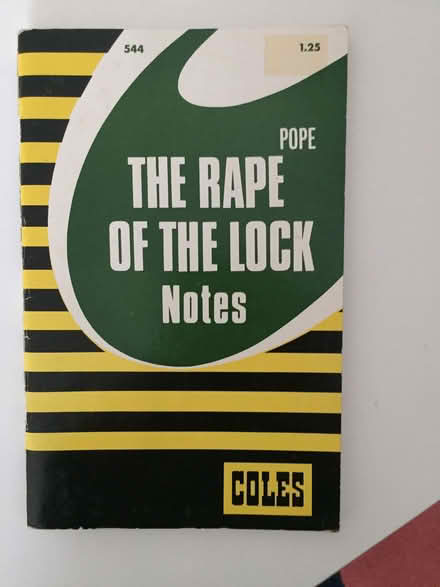 544 1.25
POPE
THE RAPE
OF THE LOCK
Notes
COLES